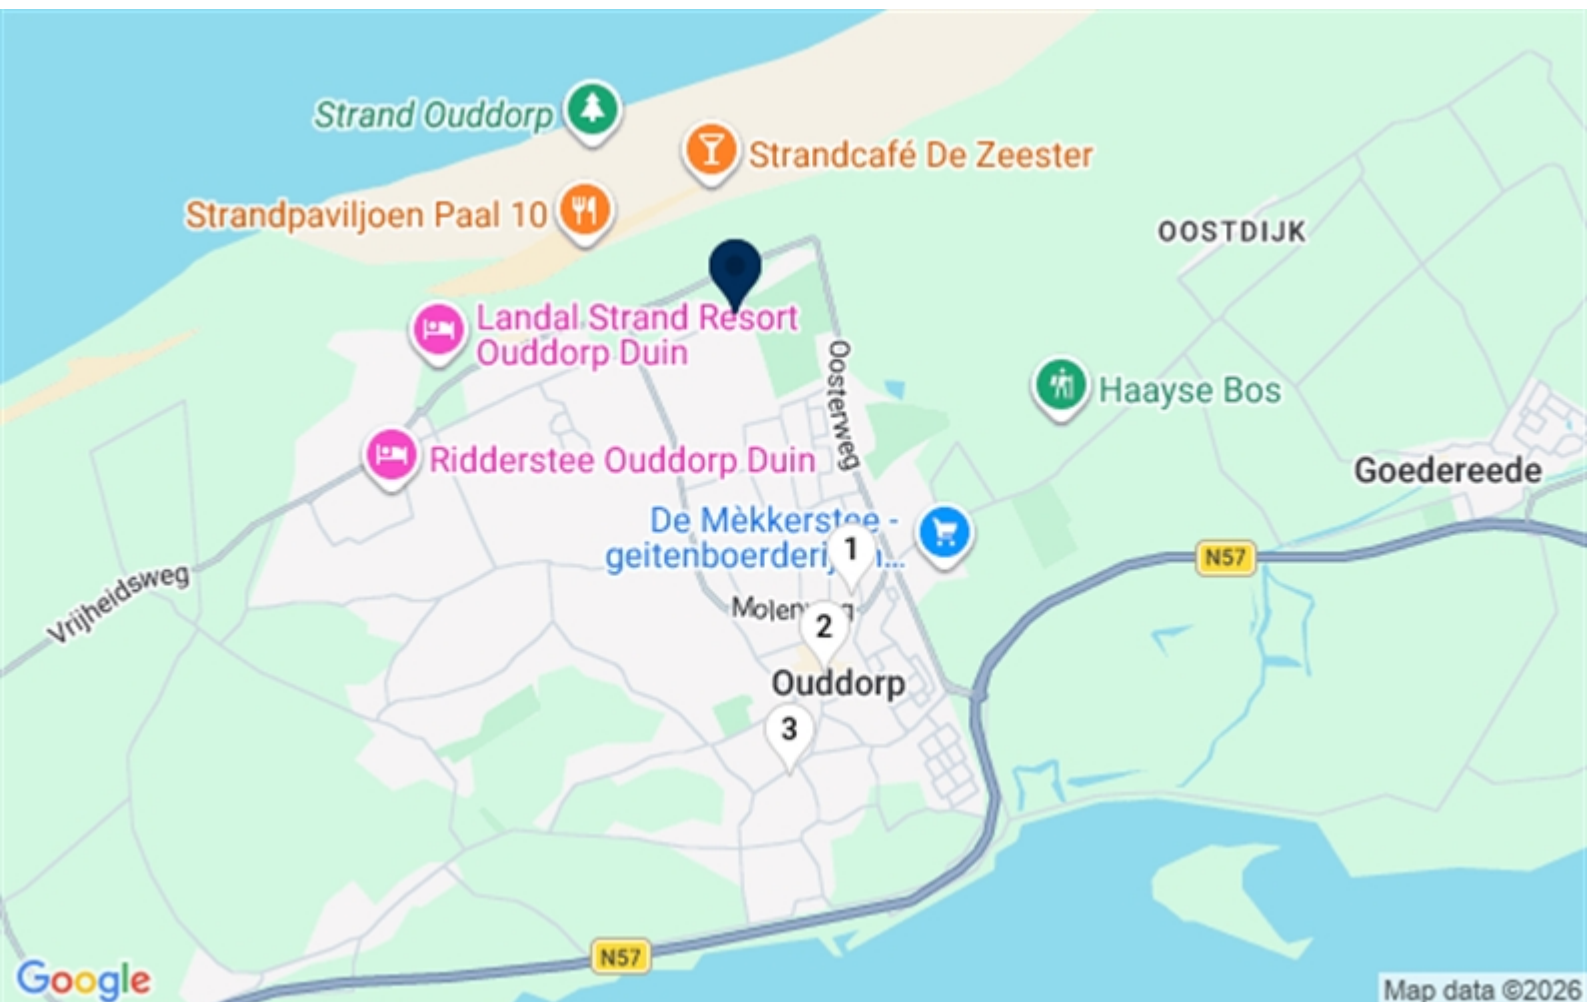 Strand Ouddorp
Strandcafé De Zeester
Strandpaviljoen Paal 10
OOSTDIJK
Landal Strand Resort
Ouddorp Duin
Oosterweg
Haayse Bos
Ridderstee Ouddorp Duin
Goedereede
De Mèkkerstee -
1
N57
Vrijheidsweg
2
Ouddorp
3
N57
Google
Map data ©2026